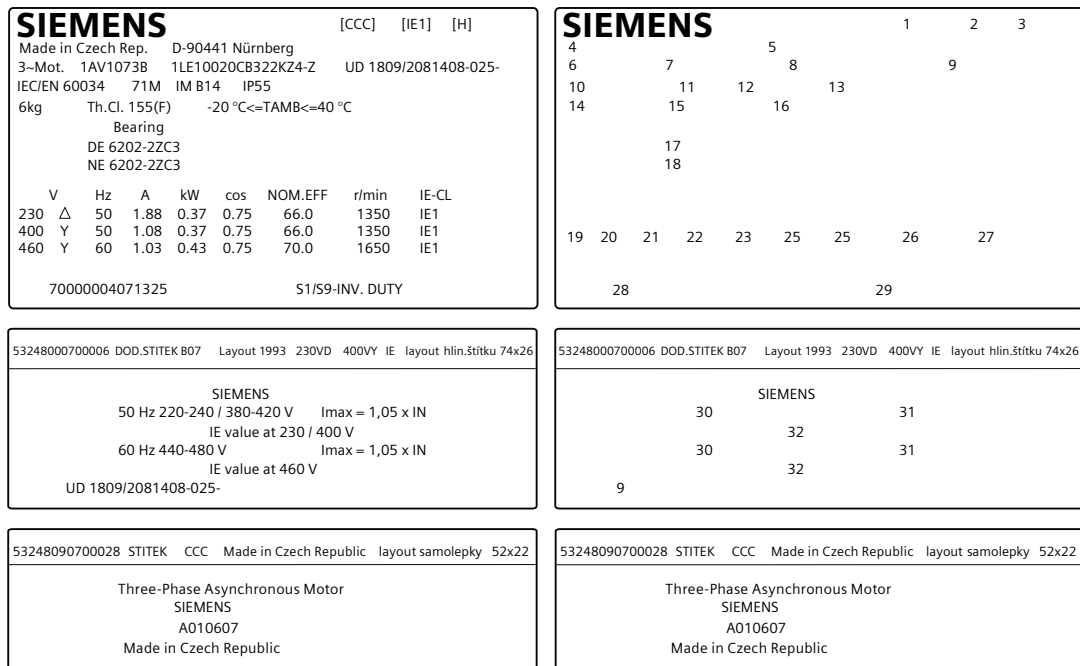 SIEMENS [CCC] [IE1] [H]
Made in Czech Rep. D-90441 Nürnberg
3~Mot. 1AV1073B 1LE10020CB322KZ4-Z UD 1809/2081408-025-
IEC/EN 60034 71M IM B14 IP55
6kg Th.Cl. 155(F) -20 °C<=TAMB<=40 °C
Bearing
DE 6202-2ZC3
NE 6202-2ZC3
V Hz A kW cos NOM.EFF r/min IE-CL
230 △ 50 1.88 0.37 0.75 66.0 1350 IE1
400 Y 50 1.08 0.37 0.75 66.0 1350 IE1
460 Y 60 1.03 0.43 0.75 70.0 1650 IE1
70000004071325 S1/S9-INV. DUTY
SIEMENS 1 2 3
4 5
6 7 8 9
10 11 12 13
14 15 16
17
18
19 20 21 22 23 25 25 26 27
28 29
53248000700006 DOD.STITEK B07 Layout 1993 230VD 400VY IE layout hlin.štítku 74x26
SIEMENS
50 Hz 220-240 / 380-420 V Imax = 1,05 x IN
IE value at 230 / 400 V
60 Hz 440-480 V Imax = 1,05 x IN
IE value at 460 V
UD 1809/2081408-025-
53248000700006 DOD.STITEK B07 Layout 1993 230VD 400VY IE layout hlin.štítku 74x26
SIEMENS
30 31
32
30 31
32
9
53248090700028 STITEK CCC Made in Czech Republic layout samolepky 52x22
Three-Phase Asynchronous Motor
SIEMENS
A010607
Made in Czech Republic
53248090700028 STITEK CCC Made in Czech Republic layout samolepky 52x22
Three-Phase Asynchronous Motor
SIEMENS
A010607
Made in Czech Republic